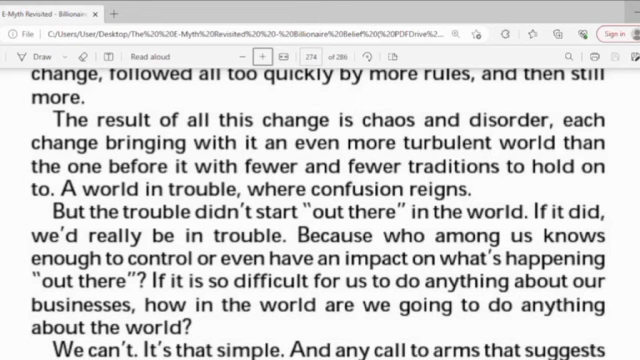 E-Myth Revisited - Billionaire
File C:/Users/User/Desktop/The%20%20E-Myth%20Revisited%20%20-%20Billionaire%20Belief%20(%20PDFDrive%2... Sign in
Draw Read aloud - + 274 of 286
change, followed all too quickly by more rules, and then still
more.
The result of all this change is chaos and disorder, each
change bringing with it an even more turbulent world than
the one before it with fewer and fewer traditions to hold on
to. A world in trouble, where confusion reigns.
But the trouble didn't start "out there" in the world. If it did,
we'd really be in trouble. Because who among us knows
enough to control or even have an impact on what's happening
"out there"? If it is so difficult for us to do anything about our
businesses, how in the world are we going to do anything
about the world?
We can't. It's that simple. And any call to arms that suggests